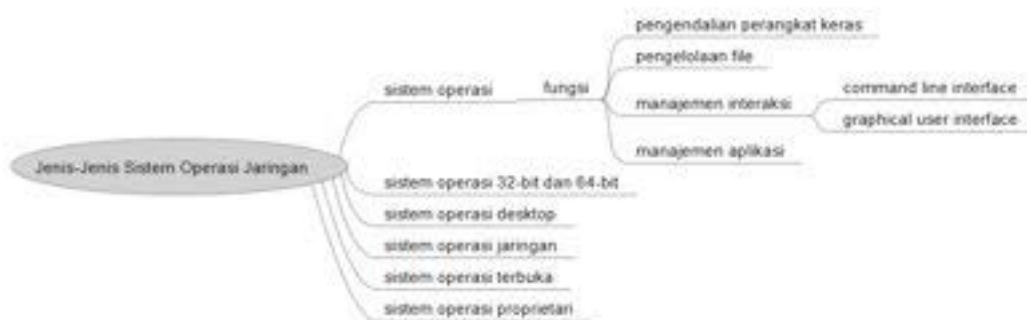 Jenis-Jenis Sistem Operasi Jaringan
sistem operasi
fungsi
pengendalian perangkat keras
pengelolaan file
manajemen interaksi
command line interface
graphical user interface
manajemen aplikasi
sistem operasi 32-bit dan 64-bit
sistem operasi desktop
sistem operasi jaringan
sistem operasi terbuka
sistem operasi proprietari